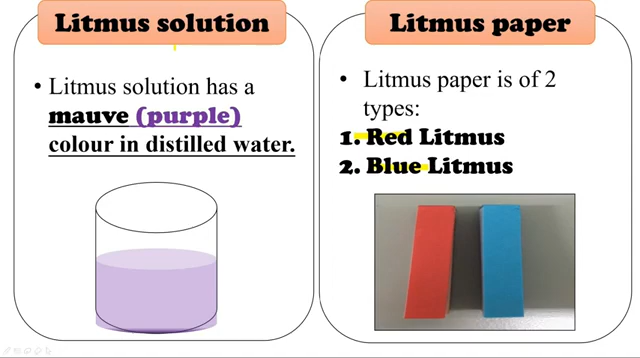 Litmus solution
• Litmus solution has a
mauve (purple)
colour in distilled water.
Litmus paper
• Litmus paper is of 2
types:
1. Red Litmus
2. Blue Litmus